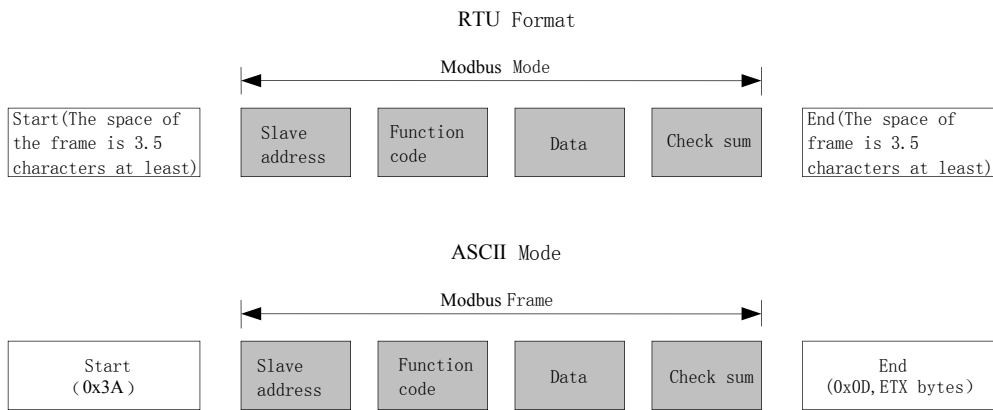 RTU Format
Modbus Mode
Start(The space of
the frame is 3.5
characters at least)
Slave
address
Function
code
Data
Check sum
End(The space of
frame is 3.5
characters at least)
ASCII Mode
Modbus Frame
Start
(0x3A)
Slave
address
Function
code
Data
Check sum
End
(0x0D,ETX bytes)